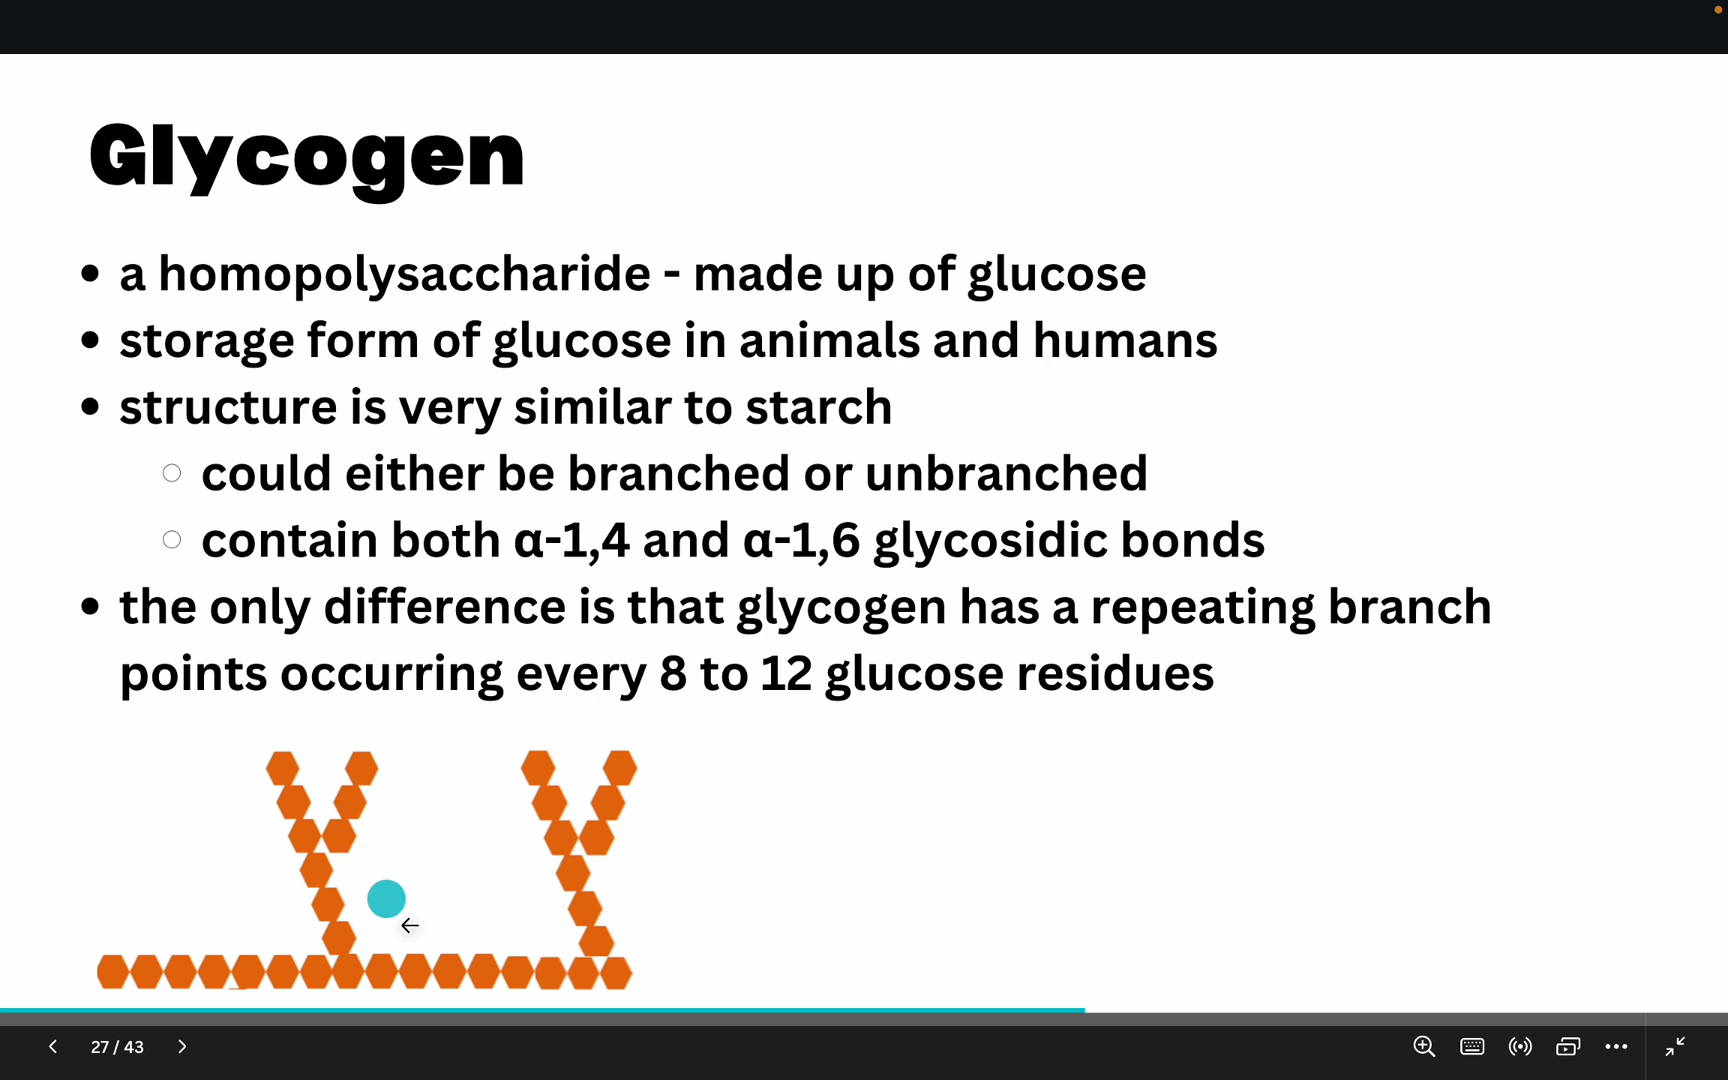 Glycogen
• a homopolysaccharide - made up of glucose
• storage form of glucose in animals and humans
• structure is very similar to starch
○ could either be branched or unbranched
○ contain both α-1,4 and α-1,6 glycosidic bonds
• the only difference is that glycogen has a repeating branch
points occurring every 8 to 12 glucose residues
27 / 43